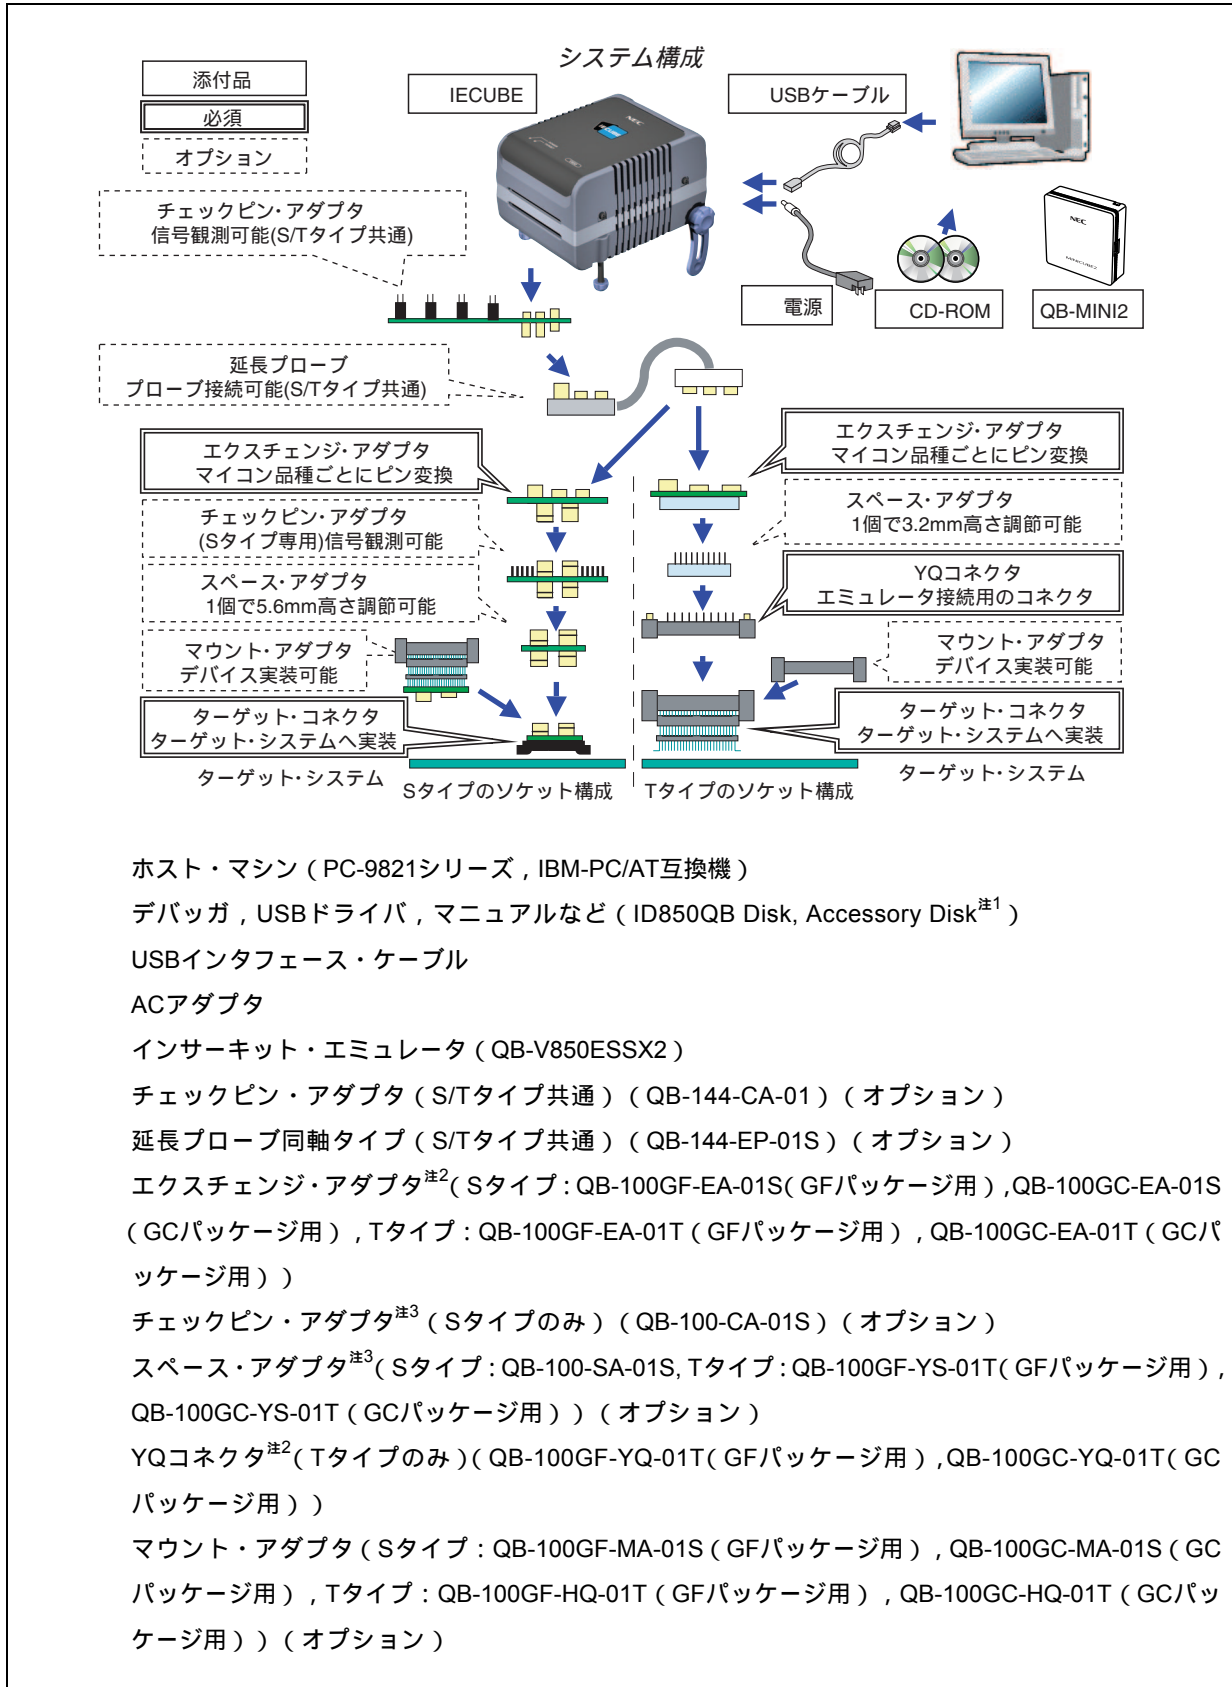 システム構成
添付品
必須
オプション
IECUBE
USBケーブル
NEC
NEC
MINICUBE2
電源
CD-ROM
QB-MINI2
チェックピン・アダプタ
信号観測可能(S/Tタイプ共通)
延長プローブ
プローブ接続可能(S/Tタイプ共通)
エクスチェンジ・アダプタ
マイコン品種ごとにピン変換
チェックピン・アダプタ
(Sタイプ専用)信号観測可能
スペース・アダプタ
1個で5.6mm高さ調節可能
マウント・アダプタ
デバイス実装可能
ターゲット・コネクタ
ターゲット・システムへ実装
ターゲット・システム
Sタイプのソケット構成
エクスチェンジ・アダプタ
マイコン品種ごとにピン変換
スペース・アダプタ
1個で3.2mm高さ調節可能
YQコネクタ
エミュレータ接続用のコネクタ
マウント・アダプタ
デバイス実装可能
ターゲット・コネクタ
ターゲット・システムへ実装
ターゲット・システム
Tタイプのソケット構成
ホスト・マシン（PC-9821シリーズ，IBM-PC/AT互換機）
デバッガ，USBドライバ，マニュアルなど（ID850QB Disk, Accessory Disk注1）
USBインタフェース・ケーブル
ACアダプタ
インサーキット・エミュレータ（QB-V850ESSX2）
チェックピン・アダプタ（S/Tタイプ共通）（QB-144-CA-01）（オプション）
延長プローブ同軸タイプ（S/Tタイプ共通）（QB-144-EP-01S）（オプション）
エクスチェンジ・アダプタ注2（Sタイプ：QB-100GF-EA-01S（GFパッケージ用），QB-100GC-EA-01S
（GCパッケージ用），Tタイプ：QB-100GF-EA-01T（GFパッケージ用），QB-100GC-EA-01T（GCパ
ッケージ用））
チェックピン・アダプタ注3（Sタイプのみ）（QB-100-CA-01S）（オプション）
スペース・アダプタ注3（Sタイプ：QB-100-SA-01S, Tタイプ：QB-100GF-YS-01T（GFパッケージ用），
QB-100GC-YS-01T（GCパッケージ用））（オプション）
YQコネクタ注2（Tタイプのみ）（QB-100GF-YQ-01T（GFパッケージ用），QB-100GC-YQ-01T（GC
パッケージ用））
マウント・アダプタ（Sタイプ：QB-100GF-MA-01S（GFパッケージ用），QB-100GC-MA-01S（GC
パッケージ用），Tタイプ：QB-100GF-HQ-01T（GFパッケージ用），QB-100GC-HQ-01T（GCパッ
ケージ用））（オプション）